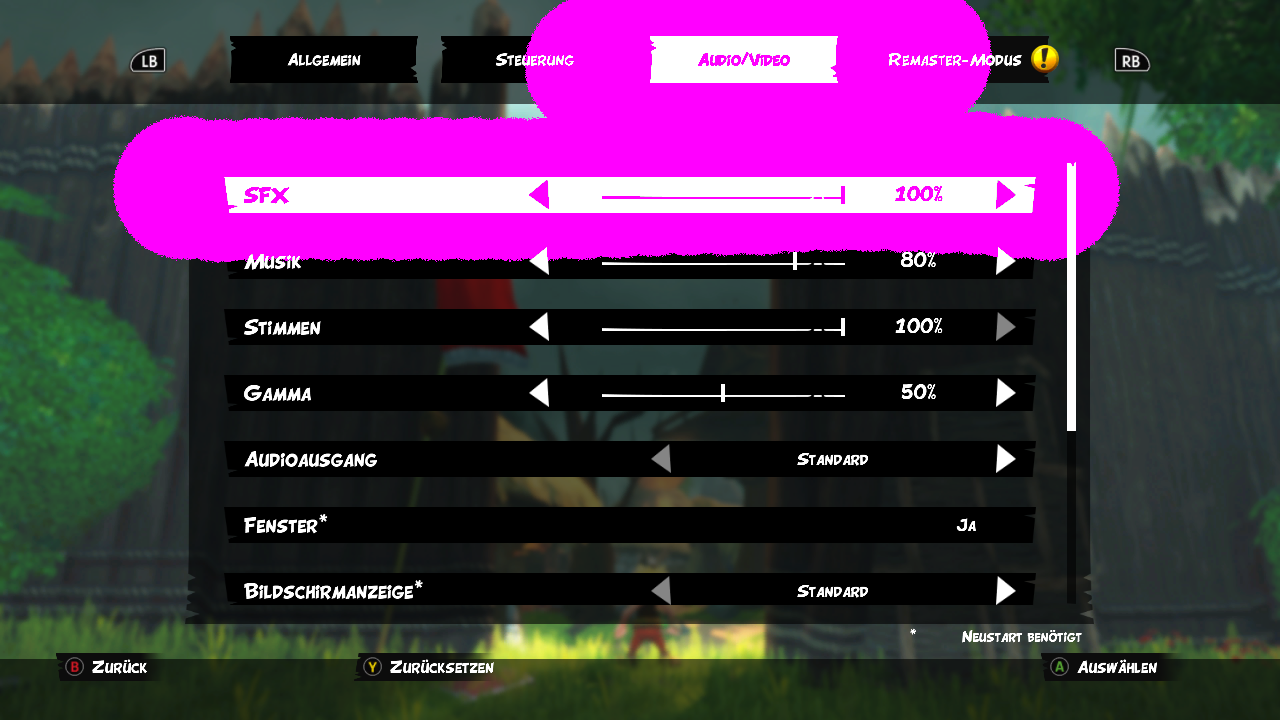 LB Allgemein Steuerung Audio/Video Remaster-Modus ! RB
SFX 100%
Musik 80%
Stimmen 100%
Gamma 50%
Audioausgang Standard
Fenster* Ja
Bildschirmanzeige* Standard
* Neustart benötigt
B Zurück Y Zurücksetzen A Auswählen